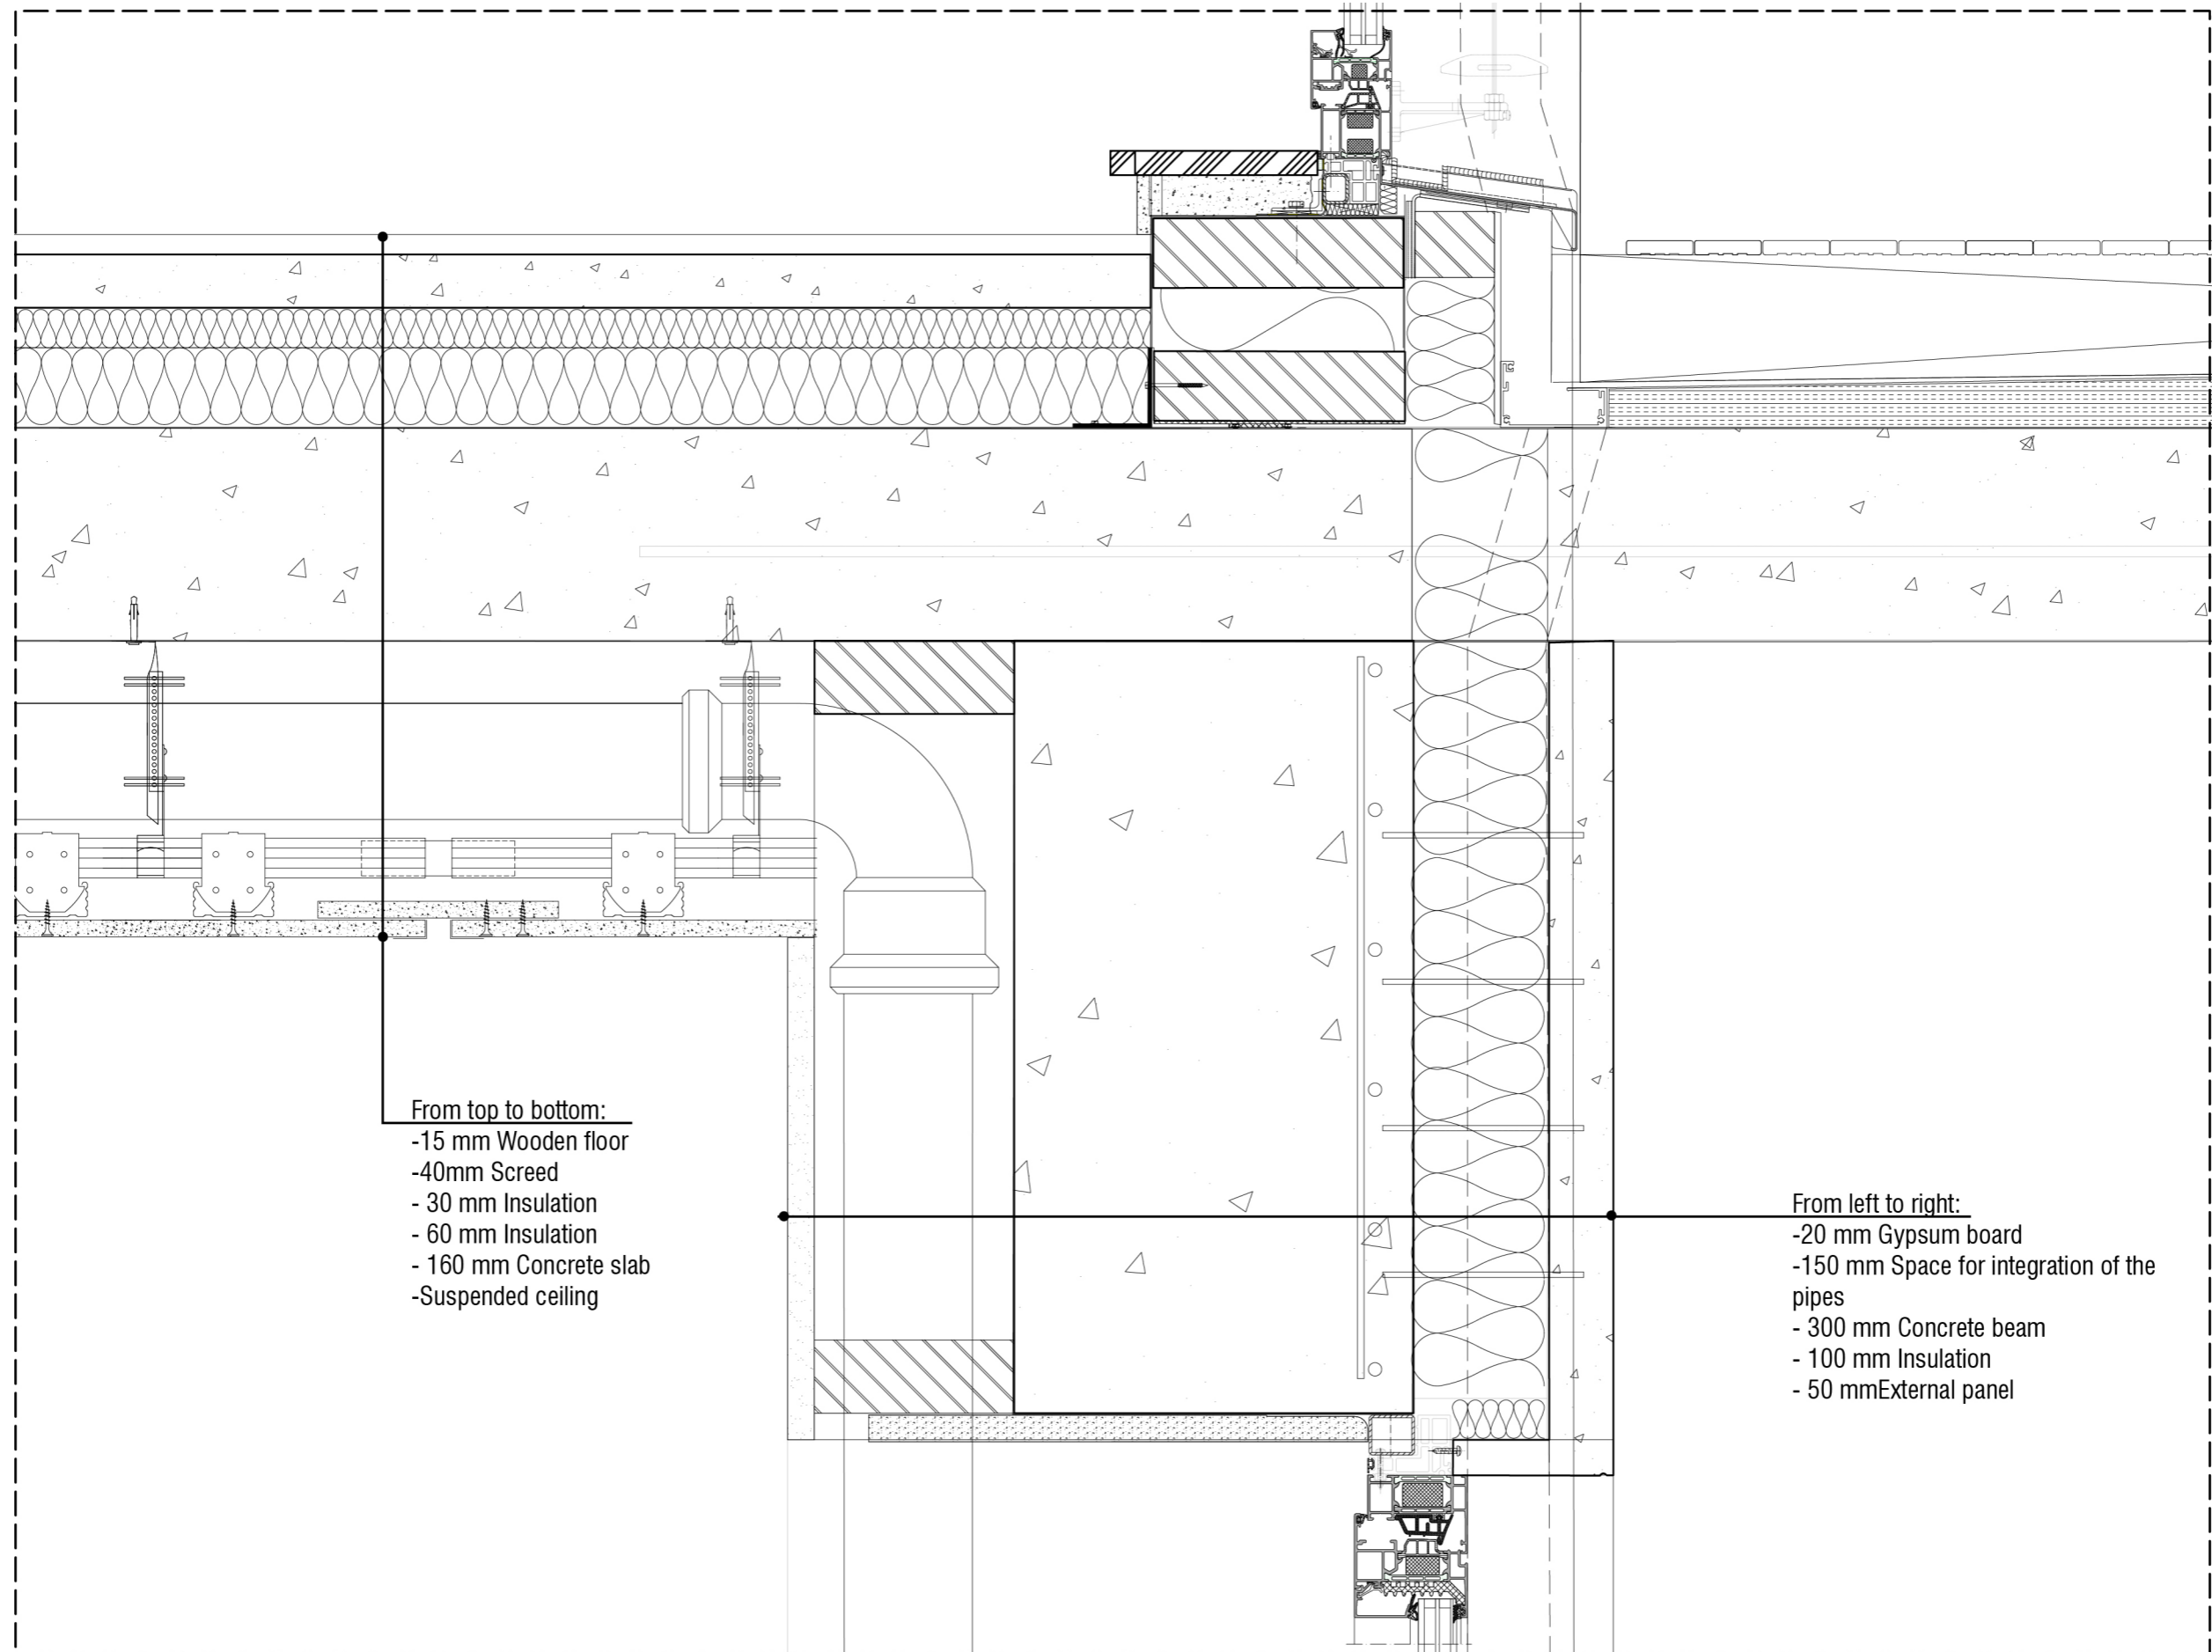 From top to bottom:
-15 mm Wooden floor
-40mm Screed
- 30 mm Insulation
- 60 mm Insulation
- 160 mm Concrete slab
-Suspended ceiling
From left to right:
-20 mm Gypsum board
-150 mm Space for integration of the
pipes
- 300 mm Concrete beam
- 100 mm Insulation
- 50 mmExternal panel